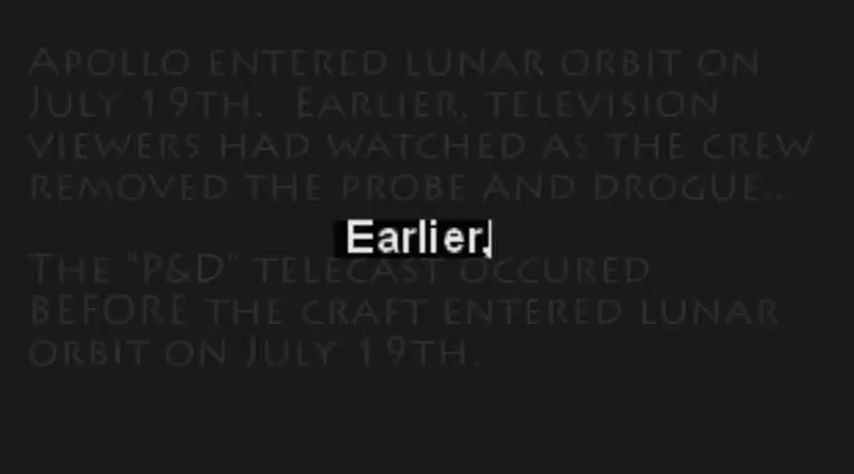 APOLLO ENTERED LUNAR ORBIT ON
JULY 19TH. EARLIER, TELEVISION
VIEWERS HAD WATCHED AS THE CREW
REMOVED THE PROBE AND DROGUE...
Earlier,
THE "P&D" TELECAST OCCURED
BEFORE THE CRAFT ENTERED LUNAR
ORBIT ON JULY 19TH.